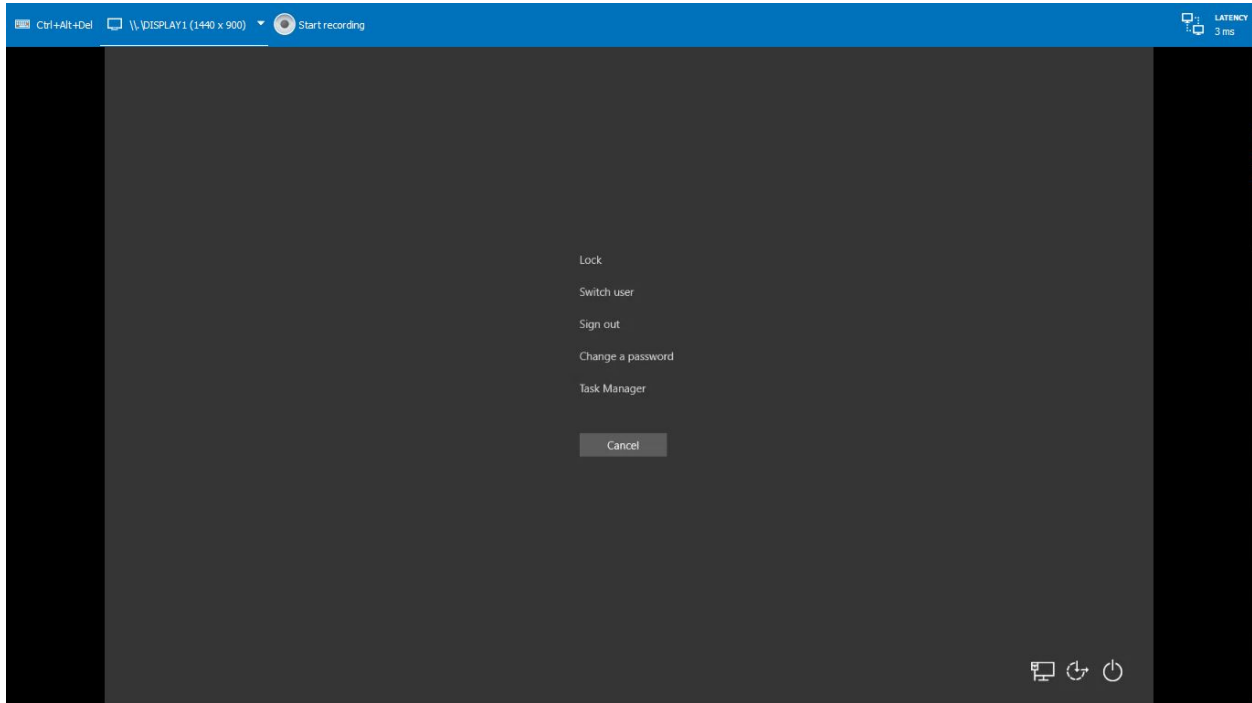 Ctrl+Alt+Del \\.\DISPLAY1 (1440 x 900) Start recording LATENCY
3 ms
Lock
Switch user
Sign out
Change a password
Task Manager
Cancel